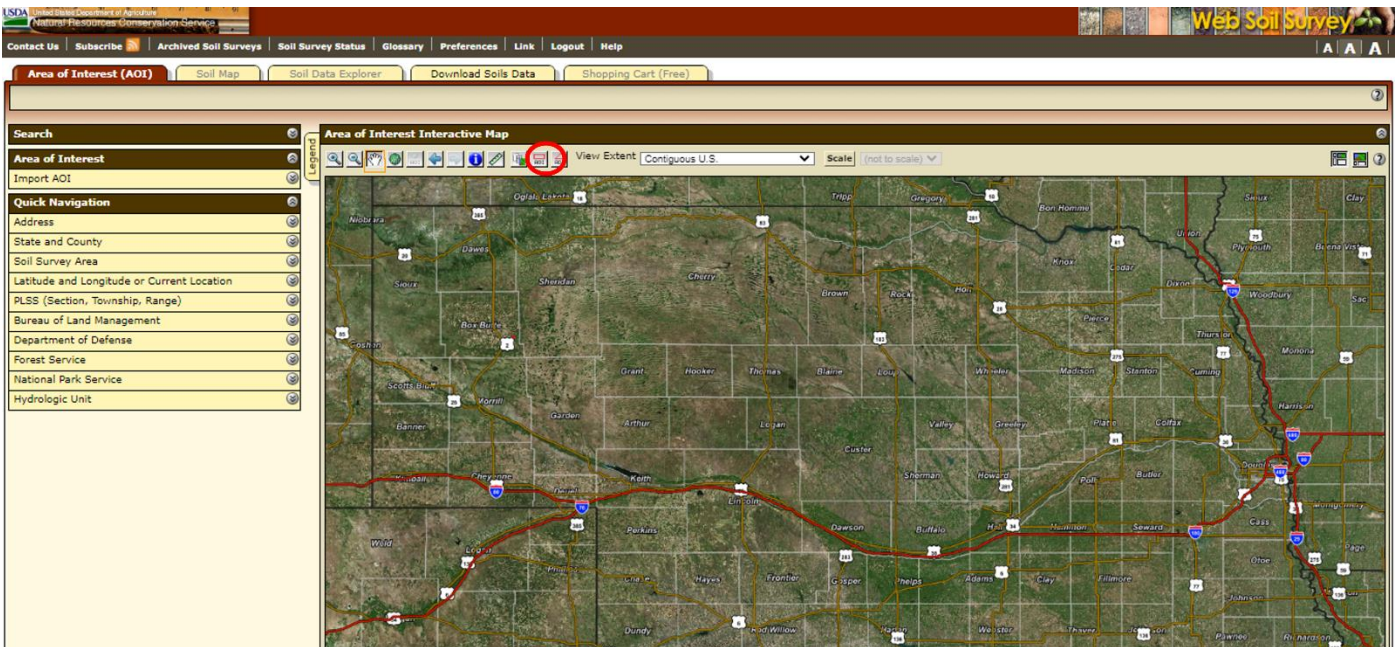 USDA United States Department of Agriculture
Natural Resources Conservation Service
Web Soil Survey
Contact Us Subscribe Archived Soil Surveys Soil Survey Status Glossary Preferences Link Logout Help A A A
Area of Interest (AOI) Soil Map Soil Data Explorer Download Soils Data Shopping Cart (Free)
Search
Area of Interest
Import AOI
Quick Navigation
Address
State and County
Soil Survey Area
Latitude and Longitude or Current Location
PLSS (Section, Township, Range)
Bureau of Land Management
Department of Defense
Forest Service
National Park Service
Hydrologic Unit
Legend
Area of Interest Interactive Map
View Extent Contiguous U.S. Scale (not to scale)
Oglala Lakota Tripp Gregory Bon Homme Sioux Clay
Niobrara Union
Dawes Plymouth Buena Vista
Sioux Sheridan Cherry Brown Rock Holt Knox Cedar Dixon Woodbury Sac
Box Butte Pierce
Goshen Thurston Monona
Scotts Bluff Grant Hooker Thomas Blaine Loup Wheeler Madison Stanton Cuming
Morrill Harrison
Banner Garden Arthur Logan Valley Greeley Platte Colfax
Custer
Kimball Cheyenne Keith Sherman Howard Polk Butler Douglas
Deuel Lincoln Montgomery
Weld Logan Perkins Dawson Buffalo Hall Hamilton Seward Cass
Otoe Page
Phillips Chase Hayes Frontier Gosper Phelps Adams Clay Fillmore
Johnson
Dundy Red Willow Harlan Webster Thayer Jefferson Pawnee Richardson